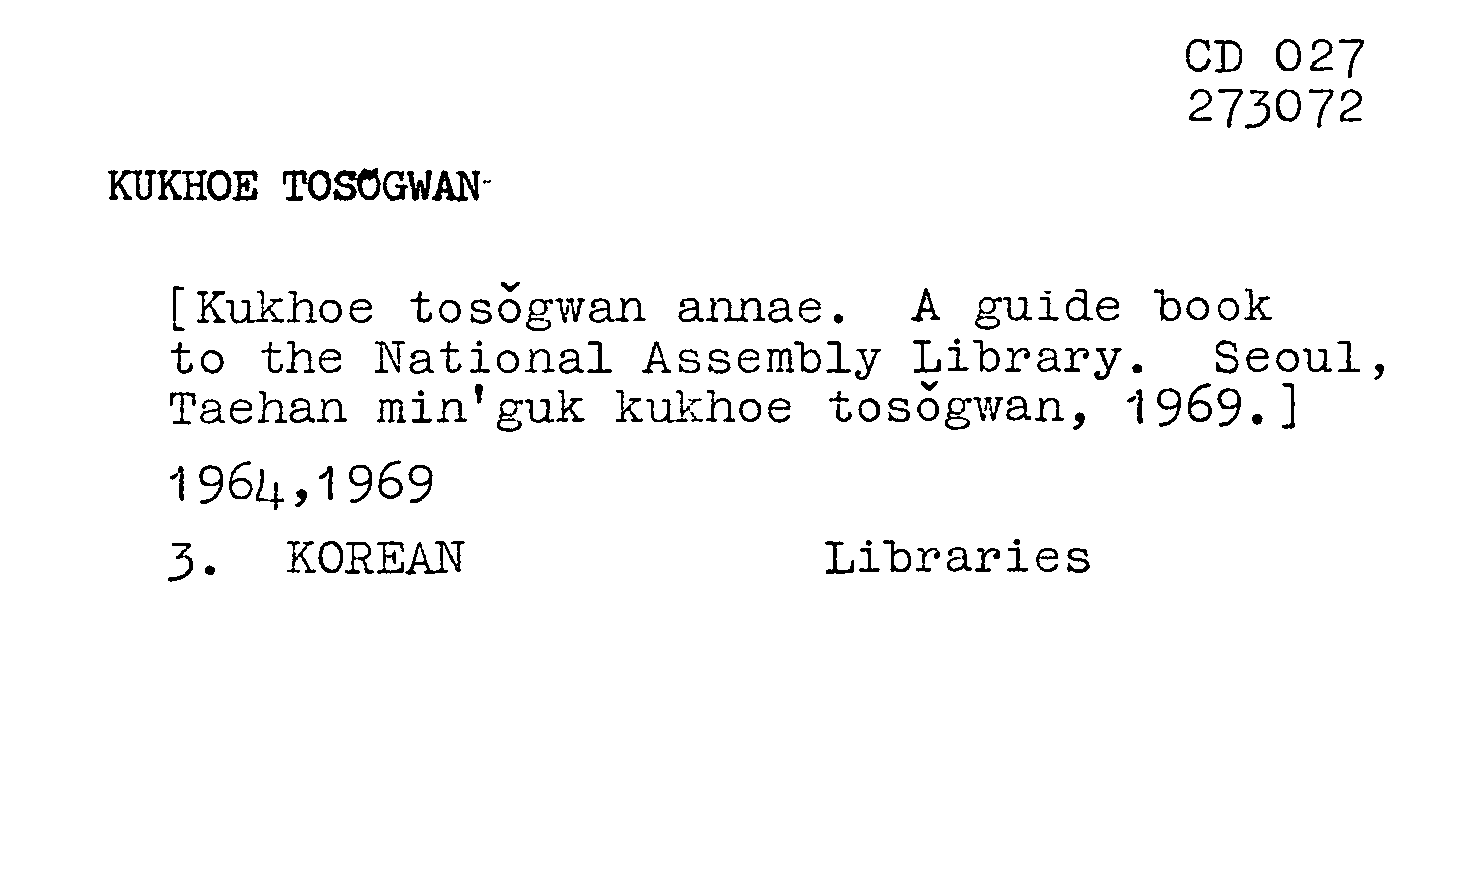 CD 027
273072
KUKHOE TOSŎGWAN
[Kukhoe tosŏgwan annae.  A guide book
to the National Assembly Library.  Seoul,
Taehan min'guk kukhoe tosŏgwan, 1969.]
1964,1969
3.  KOREAN  Libraries